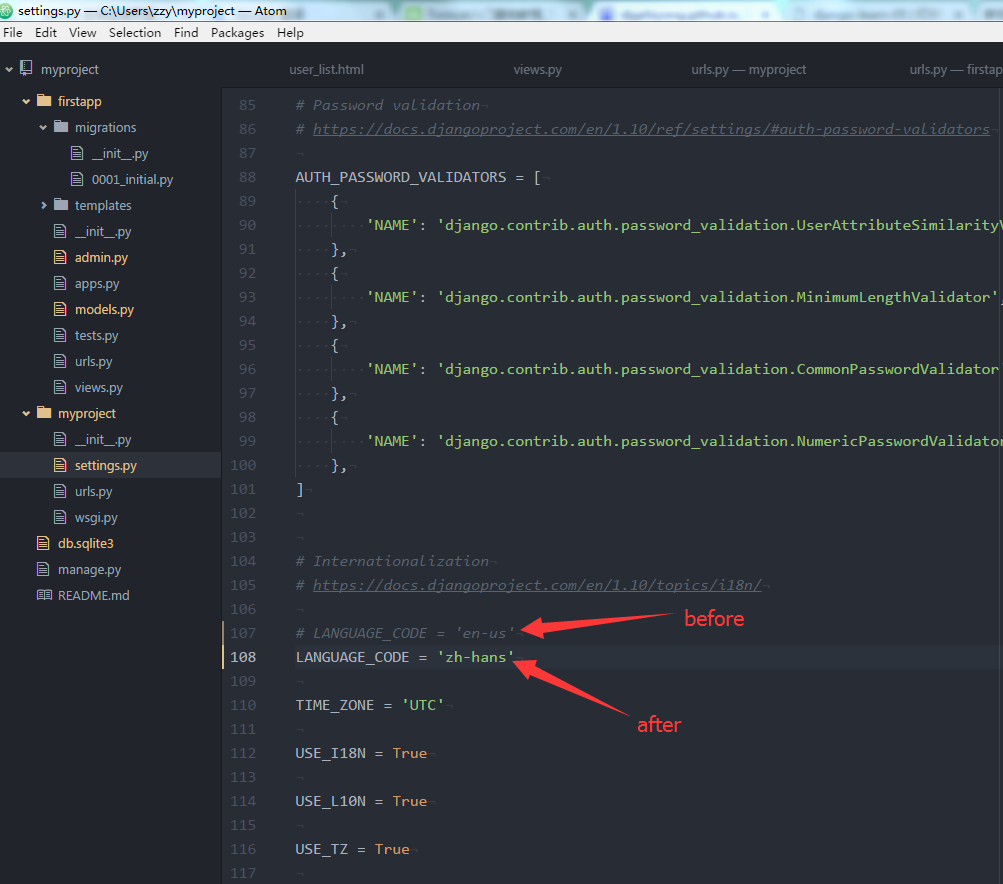 settings.py — C:\Users\zzy\myproject — Atom
File Edit View Selection Find Packages Help
myproject
firstapp
migrations
__init__.py
0001_initial.py
templates
__init__.py
admin.py
apps.py
models.py
tests.py
urls.py
views.py
myproject
__init__.py
settings.py
urls.py
wsgi.py
db.sqlite3
manage.py
README.md
user_list.html views.py urls.py — myproject urls.py — firstap
85 # Password validation
86 # https://docs.djangoproject.com/en/1.10/ref/settings/#auth-password-validators
87
88 AUTH_PASSWORD_VALIDATORS = [
89 {
90 'NAME': 'django.contrib.auth.password_validation.UserAttributeSimilarityV
91 },
92 {
93 'NAME': 'django.contrib.auth.password_validation.MinimumLengthValidator',
94 },
95 {
96 'NAME': 'django.contrib.auth.password_validation.CommonPasswordValidator
97 },
98 {
99 'NAME': 'django.contrib.auth.password_validation.NumericPasswordValidator
100 },
101 ]
102
103
104 # Internationalization
105 # https://docs.djangoproject.com/en/1.10/topics/i18n/
106
107 # LANGUAGE_CODE = 'en-us'
before
108 LANGUAGE_CODE = 'zh-hans'
109
110 TIME_ZONE = 'UTC'
after
111
112 USE_I18N = True
113
114 USE_L10N = True
115
116 USE_TZ = True
117